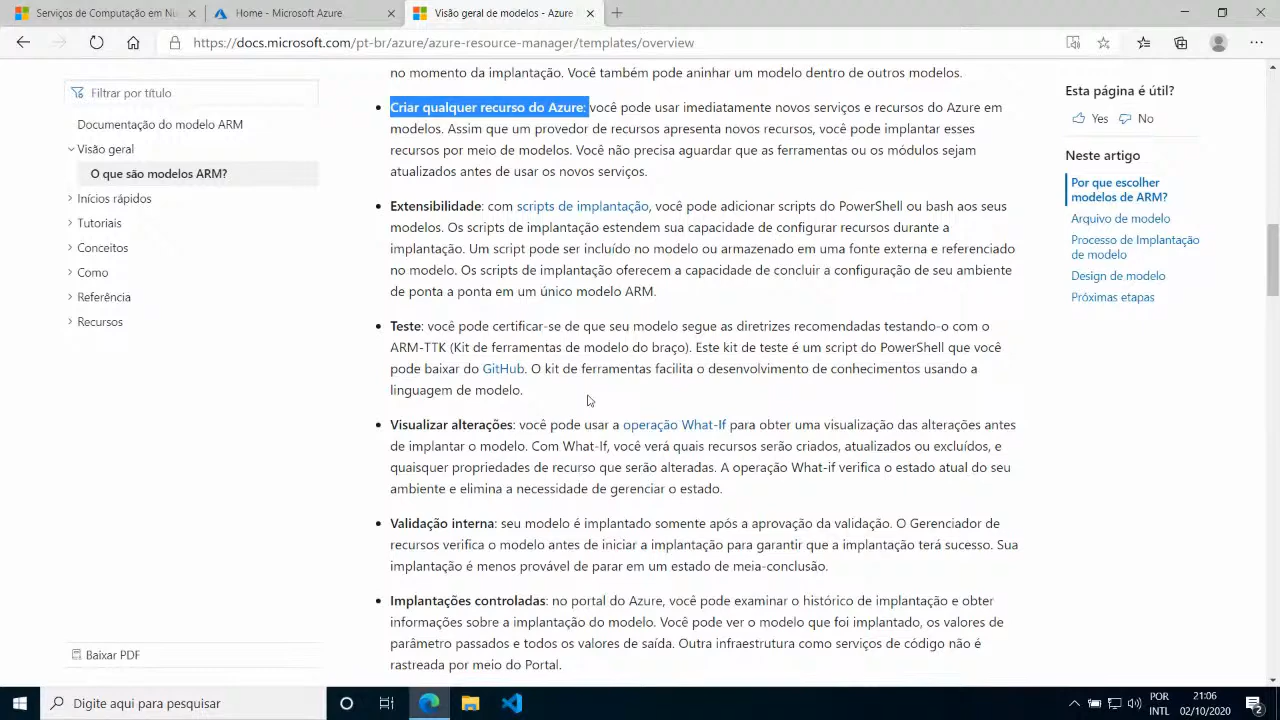 Serviços de Computação em Nu
Home - Microsoft Azure
Visão geral de modelos - Azure
https://docs.microsoft.com/pt-br/azure/azure-resource-manager/templates/overview
Filtrar por título
Documentação do modelo ARM
Visão geral
O que são modelos ARM?
Inícios rápidos
Tutoriais
Conceitos
Como
Referência
Recursos
Baixar PDF
no momento da implantação. Você também pode aninhar um modelo dentro de outros modelos.
• Criar qualquer recurso do Azure: você pode usar imediatamente novos serviços e recursos do Azure em
modelos. Assim que um provedor de recursos apresenta novos recursos, você pode implantar esses
recursos por meio de modelos. Você não precisa aguardar que as ferramentas ou os módulos sejam
atualizados antes de usar os novos serviços.
• Extensibilidade: com scripts de implantação, você pode adicionar scripts do PowerShell ou bash aos seus
modelos. Os scripts de implantação estendem sua capacidade de configurar recursos durante a
implantação. Um script pode ser incluído no modelo ou armazenado em uma fonte externa e referenciado
no modelo. Os scripts de implantação oferecem a capacidade de concluir a configuração de seu ambiente
de ponta a ponta em um único modelo ARM.
• Teste: você pode certificar-se de que seu modelo segue as diretrizes recomendadas testando-o com o
ARM-TTK (Kit de ferramentas de modelo do braço). Este kit de teste é um script do PowerShell que você
pode baixar do GitHub. O kit de ferramentas facilita o desenvolvimento de conhecimentos usando a
linguagem de modelo.
• Visualizar alterações: você pode usar a operação What-If para obter uma visualização das alterações antes
de implantar o modelo. Com What-If, você verá quais recursos serão criados, atualizados ou excluídos, e
quaisquer propriedades de recurso que serão alteradas. A operação What-if verifica o estado atual do seu
ambiente e elimina a necessidade de gerenciar o estado.
• Validação interna: seu modelo é implantado somente após a aprovação da validação. O Gerenciador de
recursos verifica o modelo antes de iniciar a implantação para garantir que a implantação terá sucesso. Sua
implantação é menos provável de parar em um estado de meia-conclusão.
• Implantações controladas: no portal do Azure, você pode examinar o histórico de implantação e obter
informações sobre a implantação do modelo. Você pode ver o modelo que foi implantado, os valores de
parâmetro passados e todos os valores de saída. Outra infraestrutura como serviços de código não é
rastreada por meio do Portal.
Esta página é útil?
Yes No
Neste artigo
Por que escolher
modelos de ARM?
Arquivo de modelo
Processo de Implantação
de modelo
Design de modelo
Próximas etapas
Digite aqui para pesquisar
POR
INTL
21:06
02/10/2020
2